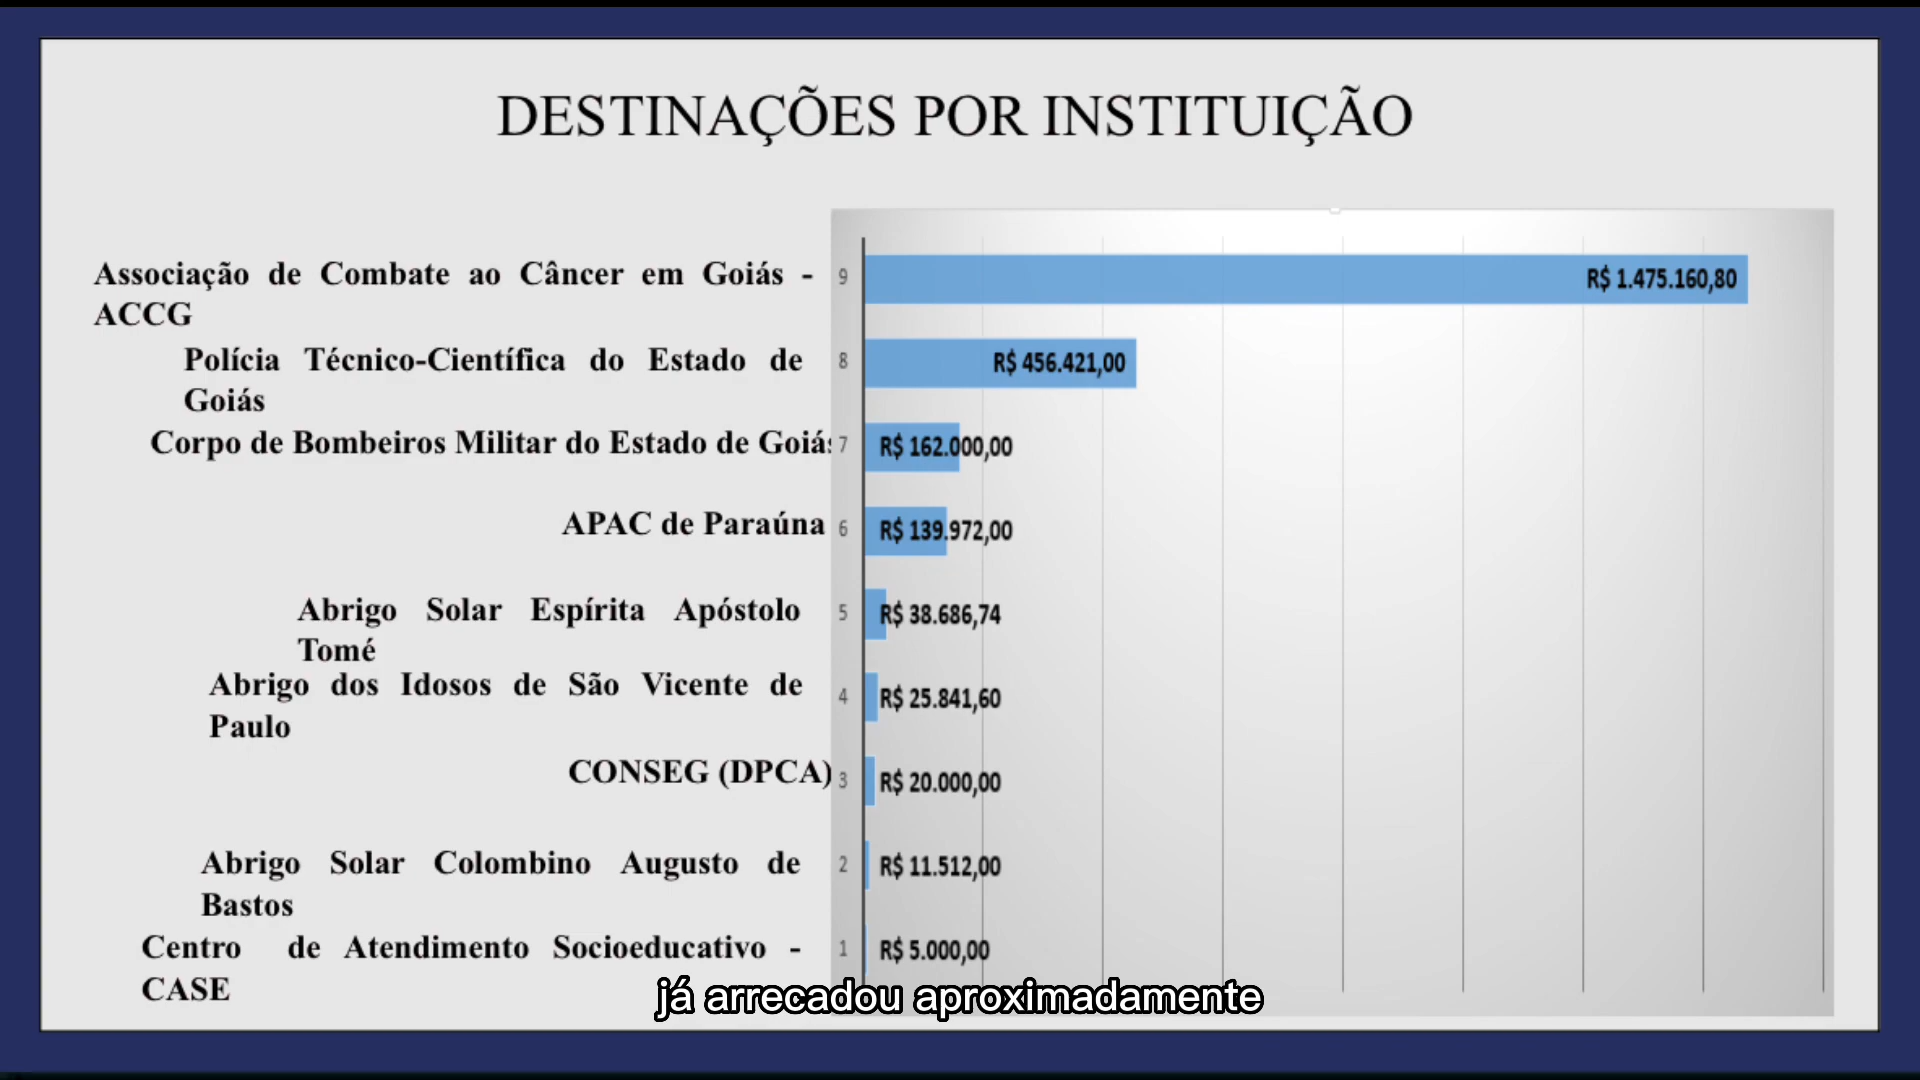 DESTINAÇÕES POR INSTITUIÇÃO
Associação de Combate ao Câncer em Goiás -
ACCG
9
R$ 1.475.160,80
Polícia Técnico-Científica do Estado de
Goiás
8
R$ 456.421,00
Corpo de Bombeiros Militar do Estado de Goiás
7
R$ 162.000,00
APAC de Paraúna
6
R$ 139.972,00
Abrigo Solar Espírita Apóstolo
Tomé
5
R$ 38.686,74
Abrigo dos Idosos de São Vicente de
Paulo
4
R$ 25.841,60
CONSEG (DPCA)
3
R$ 20.000,00
Abrigo Solar Colombino Augusto de
Bastos
2
R$ 11.512,00
Centro de Atendimento Socioeducativo -
CASE
1
R$ 5.000,00
já arrecadou aproximadamente